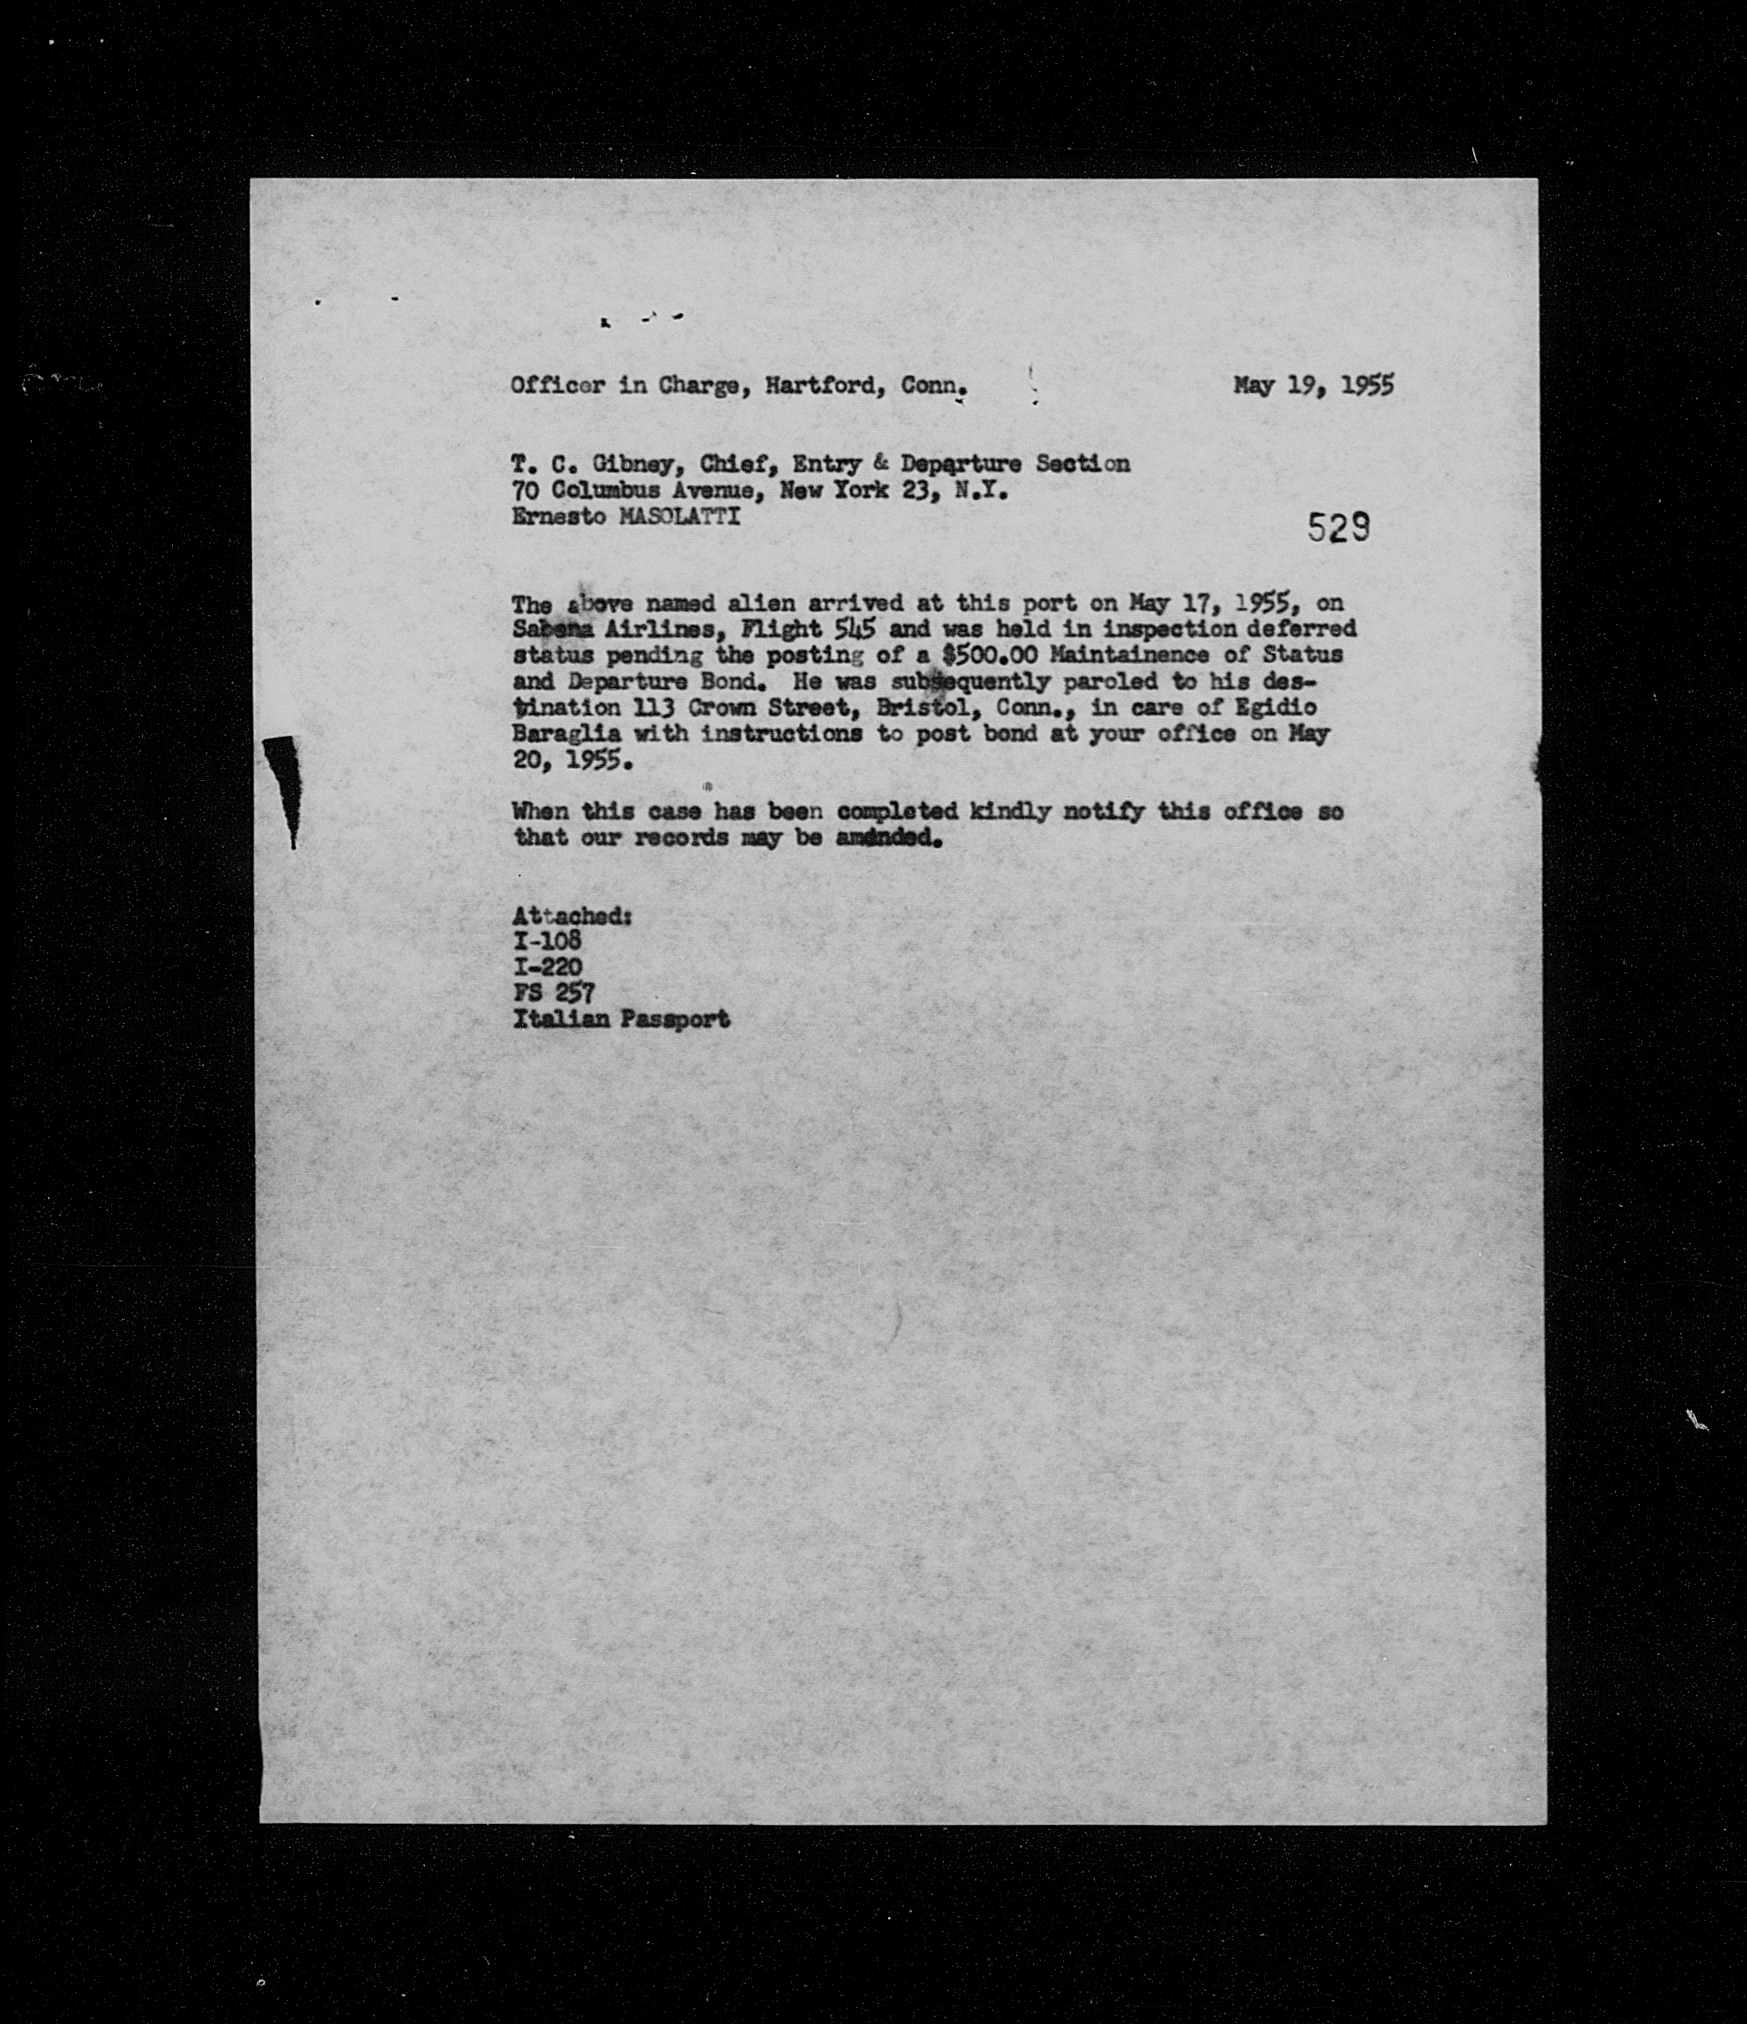 Officer in Charge, Hartford, Conn. May 19, 1955
T. C. Gibney, Chief, Entry & Departure Section
70 Columbus Avenue, New York 23, N.Y.
Ernesto MASOLATTI
529
The above named alien arrived at this port on May 17, 1955, on
Sabena Airlines, Flight 545 and was held in inspection deferred
status pending the posting of a $500.00 Maintainence of Status
and Departure Bond. He was subsequently paroled to his des-
tination 113 Crown Street, Bristol, Conn., in care of Egidio
Baraglia with instructions to post bond at your office on May
20, 1955.
When this case has been completed kindly notify this office so
that our records may be amended.
Attached:
I-108
I-220
FS 257
Italian Passport